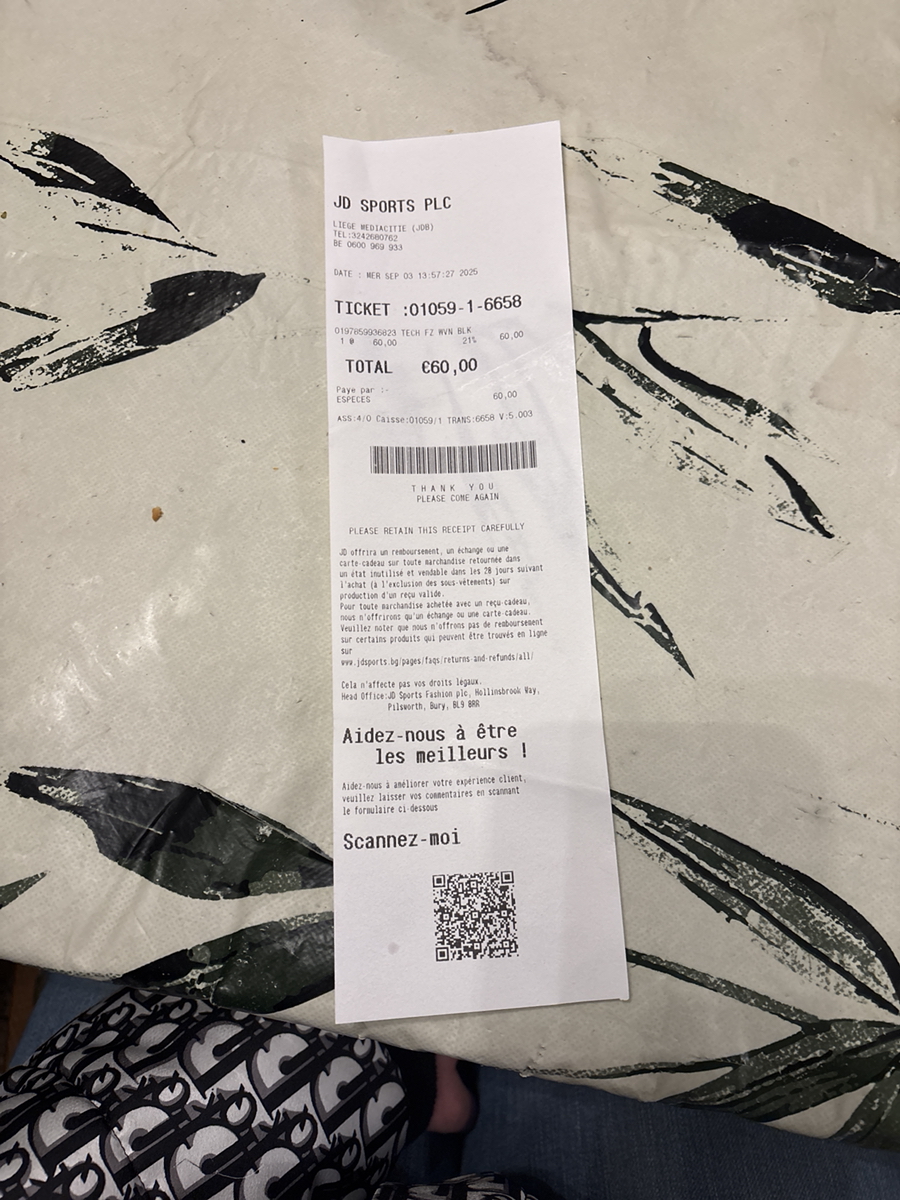 JD SPORTS PLC
LIEGE MEDIACITIE (JDB)
TEL:3242680762
BE 0600 969 933
DATE : MER SEP 03 13:57:27 2025
TICKET :01059-1-6658
0197859936823 TECH FZ WVN BLK
1 @ 60,00 21% 60,00
TOTAL €60,00
Paye par :-
ESPECES 60,00
ASS:4/0 Caisse:01059/1 TRANS:6658 V:5.003
THANK YOU
PLEASE COME AGAIN
PLEASE RETAIN THIS RECEIPT CAREFULLY
JD offrira un remboursement, un échange ou une
carte-cadeau sur toute marchandise retournée dans
un état inutilisé et vendable dans les 28 jours suivant
l'achat (à l'exclusion des sous-vêtements) sur
production d'un reçu valide.
Pour toute marchandise achetée avec un reçu-cadeau,
nous n'offrirons qu'un échange ou une carte-cadeau.
Veuillez noter que nous n'offrons pas de remboursement
sur certains produits qui peuvent être trouvés en ligne
sur
www.jdsports.bg/pages/faqs/returns-and-refunds/all/
Cela n'affecte pas vos droits legaux.
Head Office:JD Sports Fashion plc, Hollinsbrook Way,
Pilsworth, Bury, BL9 8RR
Aidez-nous à être
les meilleurs !
Aidez-nous à améliorer votre expérience client,
veuillez laisser vos commentaires en scannant
le formulaire ci-dessous
Scannez-moi